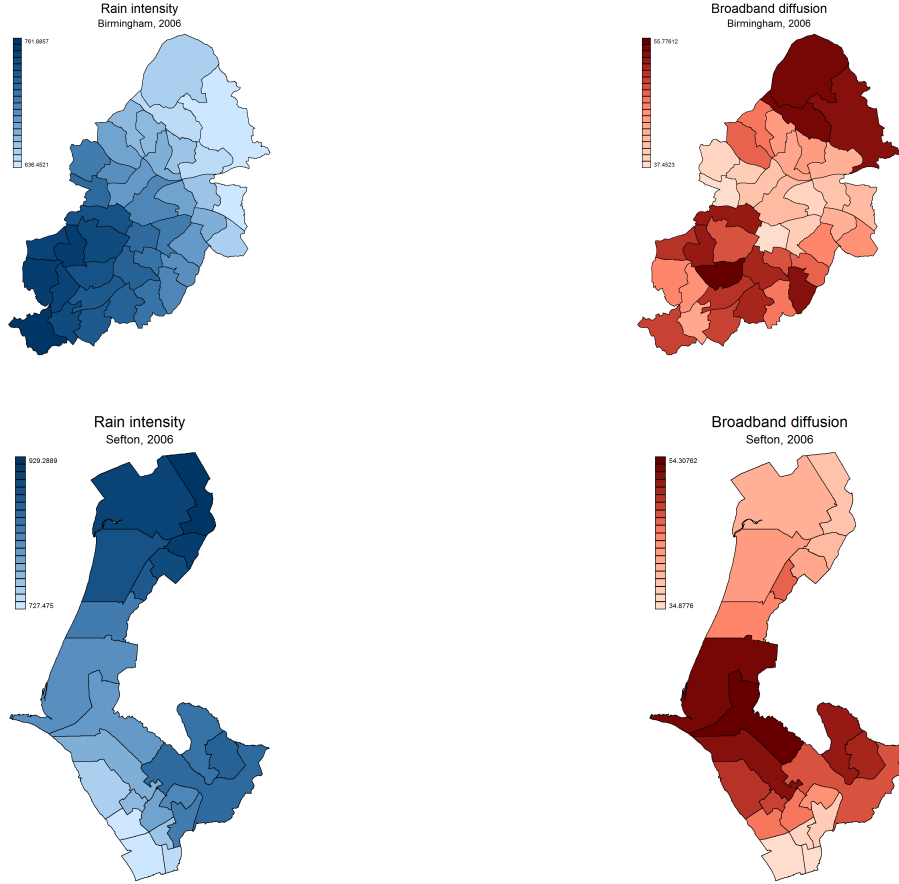 Rain intensity
Birmingham, 2006
761.8857
636.4521
Broadband diffusion
Birmingham, 2006
55.77612
37.4523
Rain intensity
Sefton, 2006
929.2889
727.475
Broadband diffusion
Sefton, 2006
54.30762
34.8776